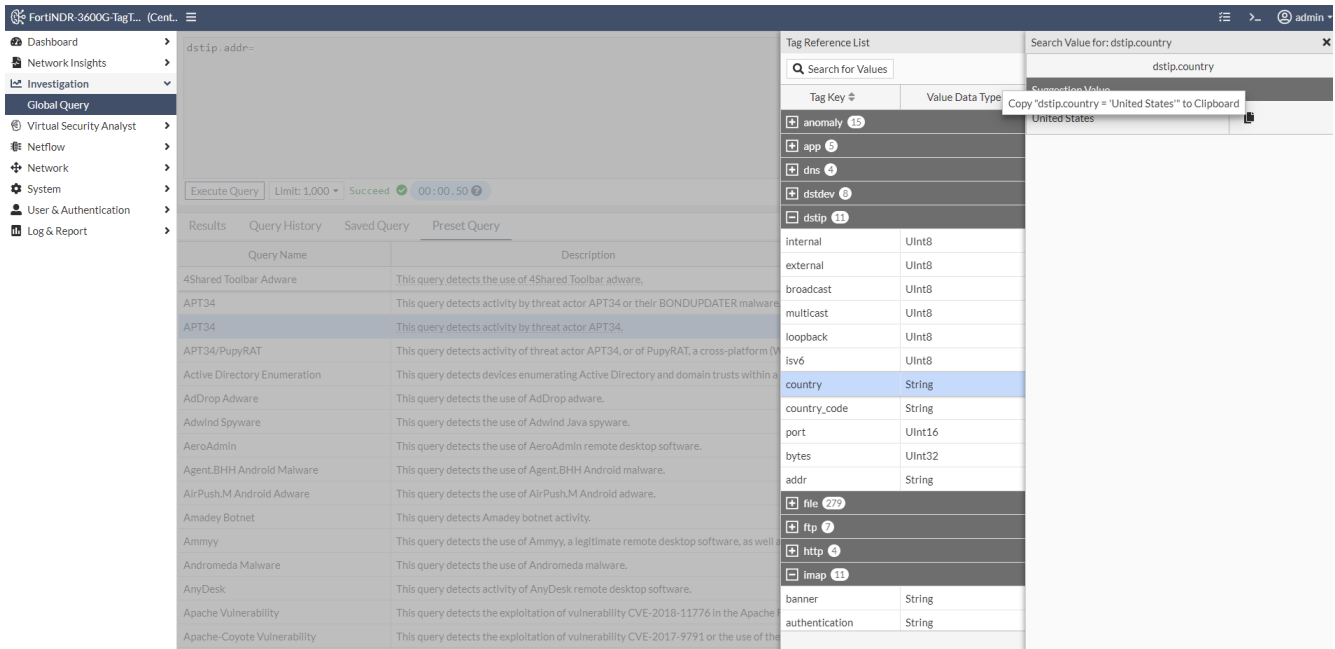 FortiNDR-3600G-TagT... (Cent..
admin
Dashboard
Network Insights
Investigation
Global Query
Virtual Security Analyst
Netflow
Network
System
User & Authentication
Log & Report
dstip.addr=
Execute Query
Limit: 1,000
Succeed
00:00.50
Results
Query History
Saved Query
Preset Query
Query Name
Description
4Shared Toolbar Adware
This query detects the use of 4Shared Toolbar adware.
APT34
This query detects activity by threat actor APT34 or their BONDUPDATER malware
APT34
This query detects activity by threat actor APT34.
APT34/PupyRAT
This query detects activity of threat actor APT34, or of PupyRAT, a cross-platform (W
Active Directory Enumeration
This query detects devices enumerating Active Directory and domain trusts within a
AdDrop Adware
This query detects the use of AdDrop adware.
Adwind Spyware
This query detects the use of Adwind Java spyware.
AeroAdmin
This query detects the use of AeroAdmin remote desktop software.
Agent.BHH Android Malware
This query detects the use of Agent.BHH Android malware.
AirPush.M Android Adware
This query detects the use of AirPush.M Android adware.
Amadey Botnet
This query detects Amadey botnet activity.
Ammyy
This query detects the use of Ammyy, a legitimate remote desktop software, as well a
Andromeda Malware
This query detects the use of Andromeda malware.
AnyDesk
This query detects activity of AnyDesk remote desktop software.
Apache Vulnerability
This query detects the exploitation of vulnerability CVE-2018-11776 in the Apache
Apache-Coyote Vulnerability
This query detects the exploitation of vulnerability CVE-2017-9791 or the use of the
Tag Reference List
Search for Values
Tag Key
Value Data Type
anomaly 15
app 5
dns 4
dstdev 8
dstip 11
internal UInt8
external UInt8
broadcast UInt8
multicast UInt8
loopback UInt8
isv6 UInt8
country String
country_code String
port UInt16
bytes UInt32
addr String
file 279
ftp 7
http 4
imap 11
banner String
authentication String
Search Value for: dstip.country
dstip.country
Suggestion Value
Copy "dstip.country = 'United States'" to Clipboard
United States